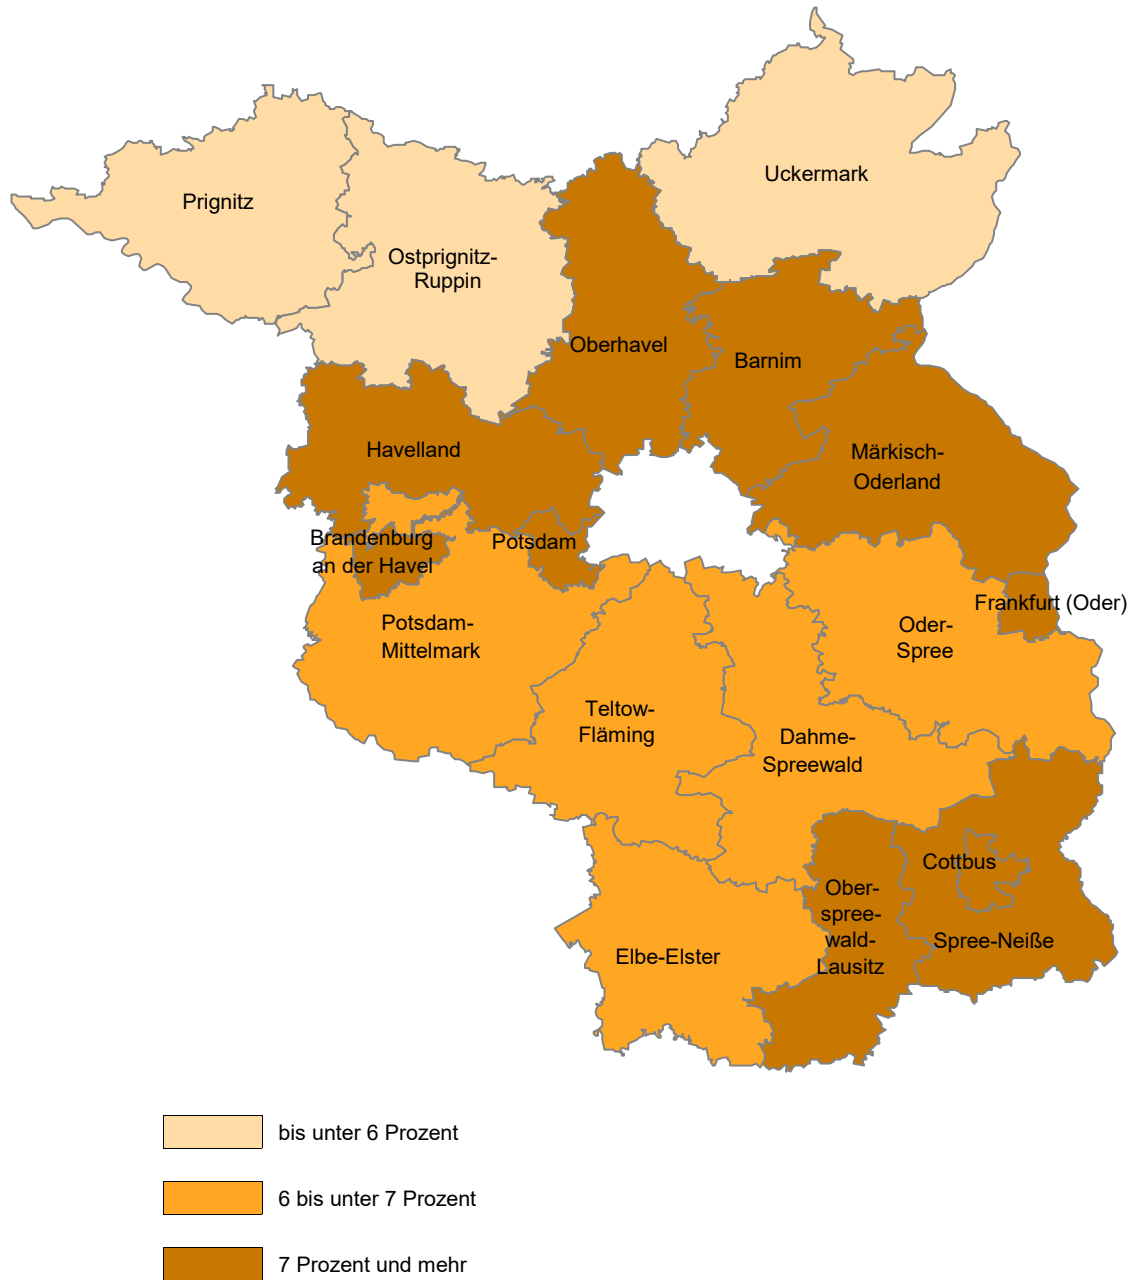 Uckermark
Prignitz
Ostprignitz-
Ruppin
Oberhavel
Barnim
Havelland
Märkisch-
Oderland
Brandenburg
an der Havel
Potsdam
Frankfurt (Oder)
Potsdam-
Mittelmark
Oder-
Spree
Teltow-
Fläming
Dahme-
Spreewald
Cottbus
Ober-
spree-
wald-
Lausitz
Spree-Neiße
Elbe-Elster
bis unter 6 Prozent
6 bis unter 7 Prozent
7 Prozent und mehr